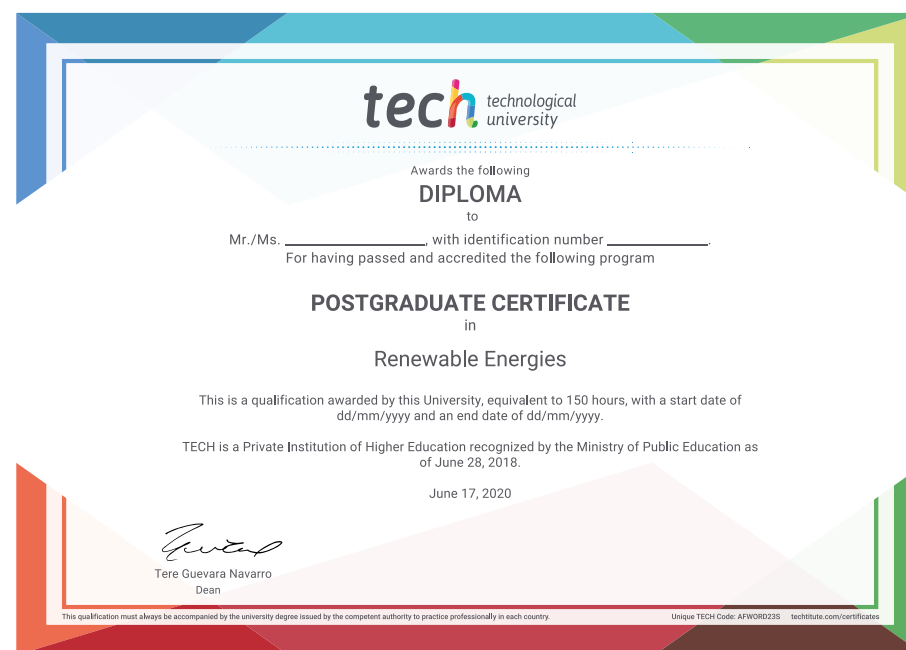 tech technological
university
Awards the following
DIPLOMA
to
Mr./Ms. ____________________, with identification number ______________.
For having passed and accredited the following program
POSTGRADUATE CERTIFICATE
in
Renewable Energies
This is a qualification awarded by this University, equivalent to 150 hours, with a start date of
dd/mm/yyyy and an end date of dd/mm/yyyy.
TECH is a Private Institution of Higher Education recognized by the Ministry of Public Education as
of June 28, 2018.
June 17, 2020
Tere Guevara Navarro
Dean
This qualification must always be accompanied by the university degree issued by the competent authority to practice professionally in each country. Unique TECH Code: AFWORD23S techtitute.com/certificates